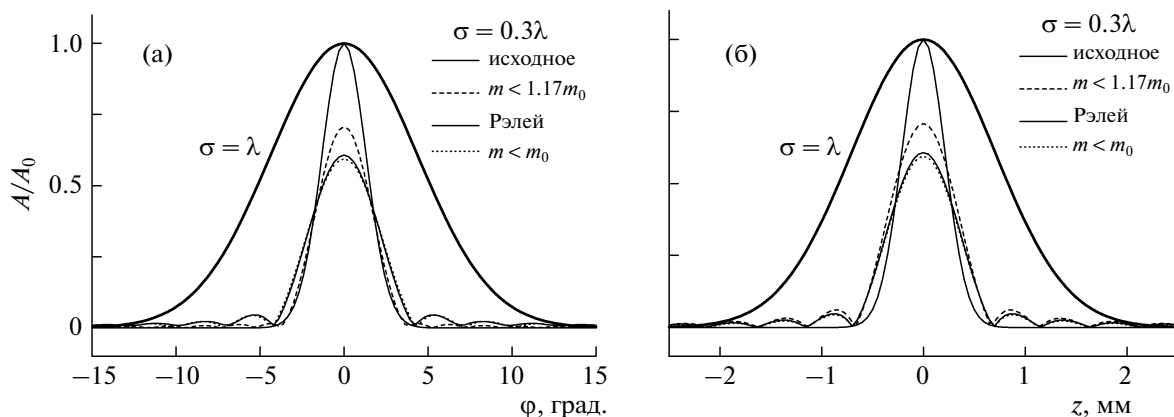 (а)
σ = 0.3λ
исходное
m < 1.17m₀
Рэлей
m < m₀
σ = λ
A/A₀
1.0
0.5
0
−15
−10
−5
0
5
10
15
φ, град.
(б)
σ = 0.3λ
исходное
m < 1.17m₀
Рэлей
m < m₀
σ = λ
−2
−1
0
1
2
z, мм